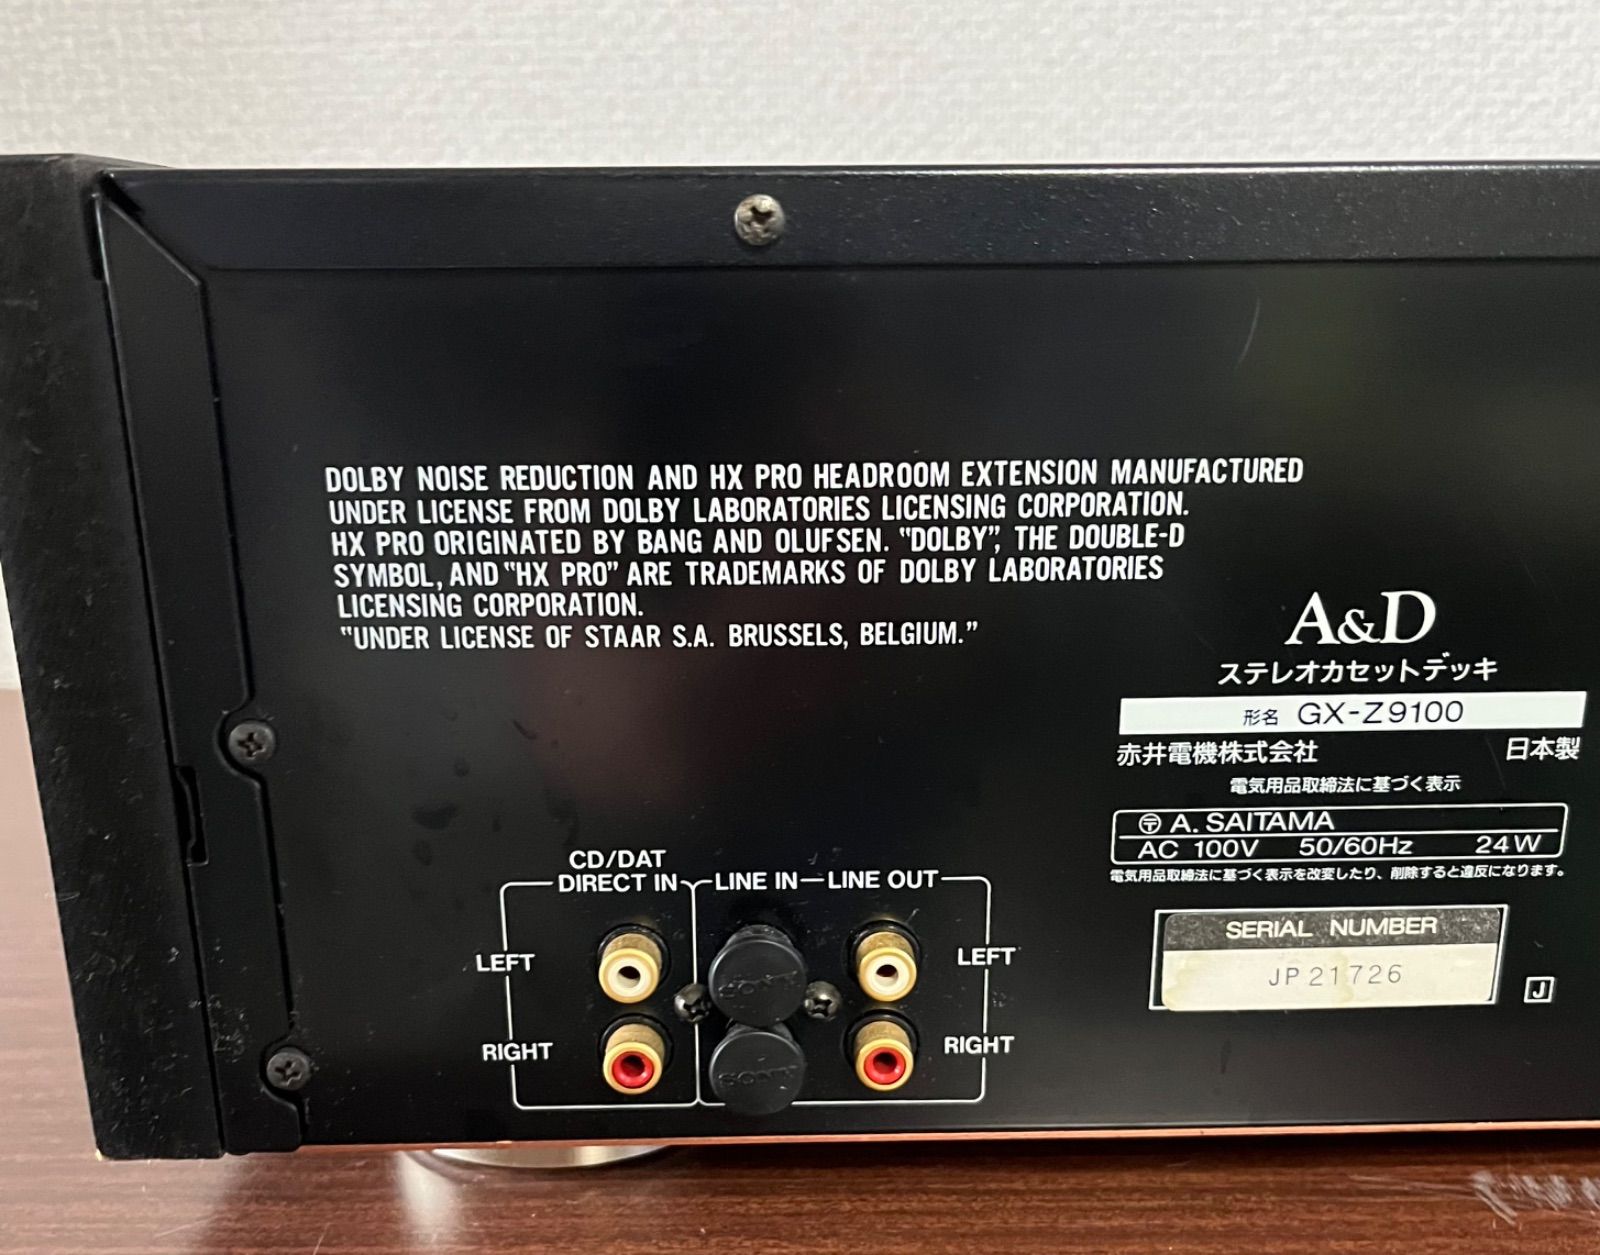 DOLBY NOISE REDUCTION AND HX PRO HEADROOM EXTENSION MANUFACTURED
UNDER LICENSE FROM DOLBY LABORATORIES LICENSING CORPORATION.
HX PRO ORIGINATED BY BANG AND OLUFSEN. "DOLBY", THE DOUBLE-D
SYMBOL, AND "HX PRO" ARE TRADEMARKS OF DOLBY LABORATORIES
LICENSING CORPORATION.
"UNDER LICENSE OF STAAR S.A. BRUSSELS, BELGIUM."
A&D
ステレオカセットデッキ
形名 GX-Z9100
赤井電機株式会社 日本製
電気用品取締法に基づく表示
〶 A. SAITAMA
AC 100V 50/60Hz 24W
電気用品取締法に基づく表示を改変したり、削除すると違反になります。
SERIAL NUMBER
JP21726
J
CD/DAT
DIRECT IN LINE IN LINE OUT
LEFT SONY LEFT
RIGHT SONY RIGHT